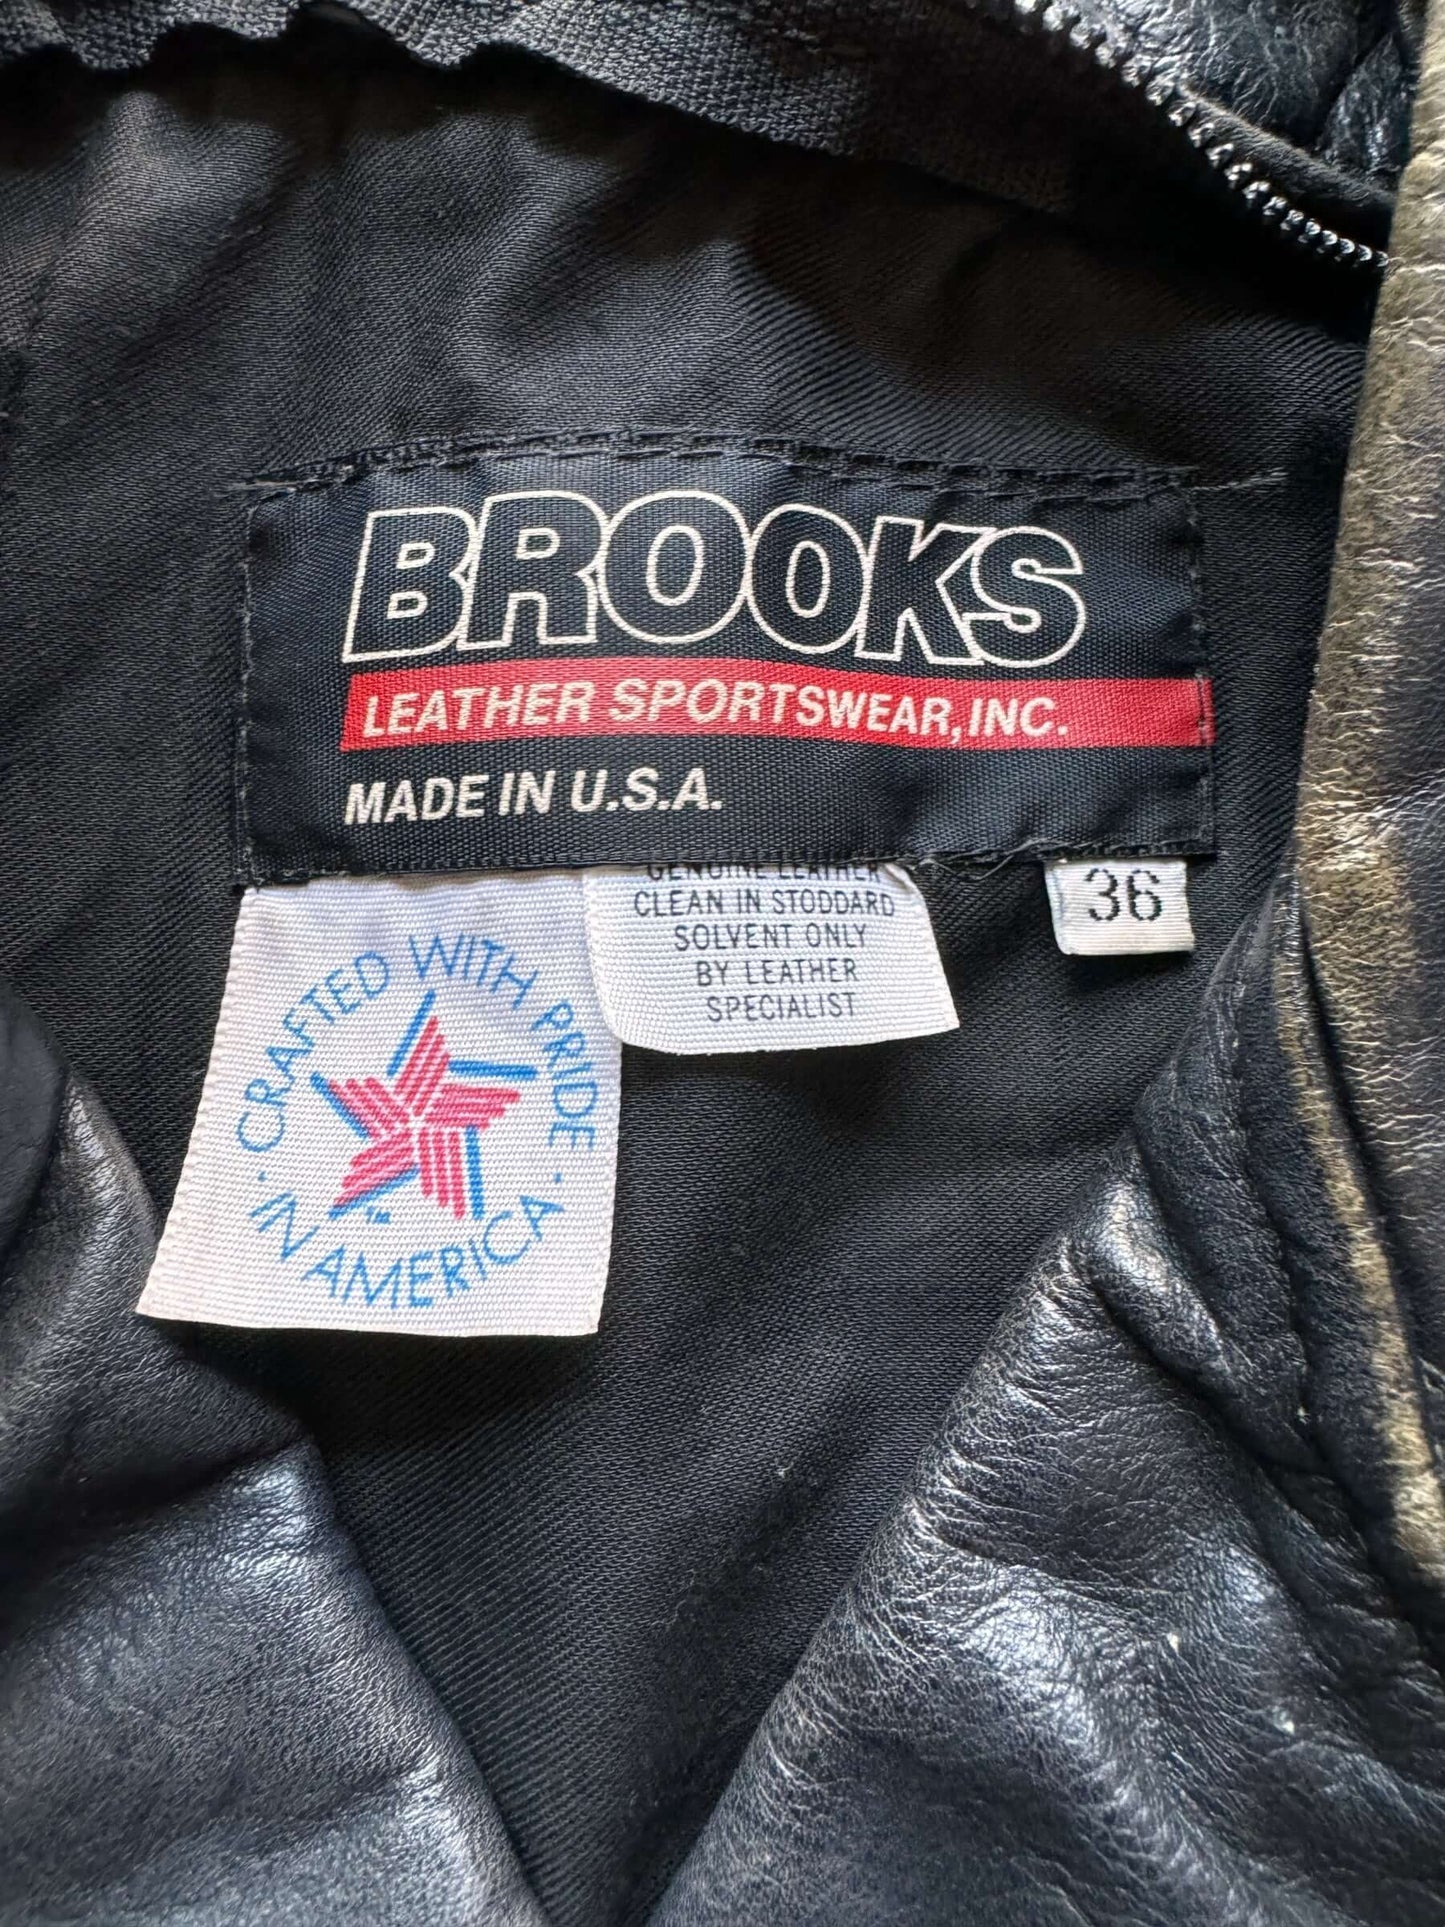 BROOKS
LEATHER SPORTSWEAR, INC.
MADE IN U.S.A.
36
GENUINE LEATHER
CLEAN IN STODDARD
SOLVENT ONLY
BY LEATHER
SPECIALIST
· CRAFTED WITH PRIDE ·
IN AMERICA
TM